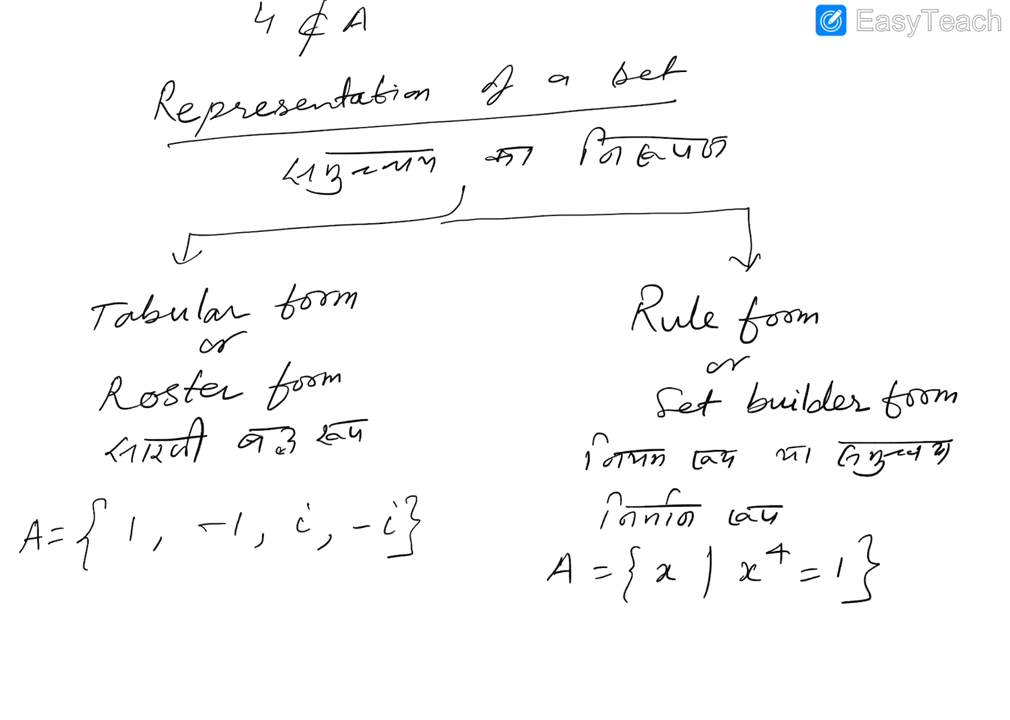 EasyTeach
4 ∉ A
Representation of a set
समुच्चय का निरूपण
Tabular form
or
Roster form
सारणी बद्ध रूप
A = { 1, -1, i, -i }
Rule form
or
Set builder form
नियम रूप या समुच्चय
निर्माण रूप
A = { x | x⁴ = 1 }